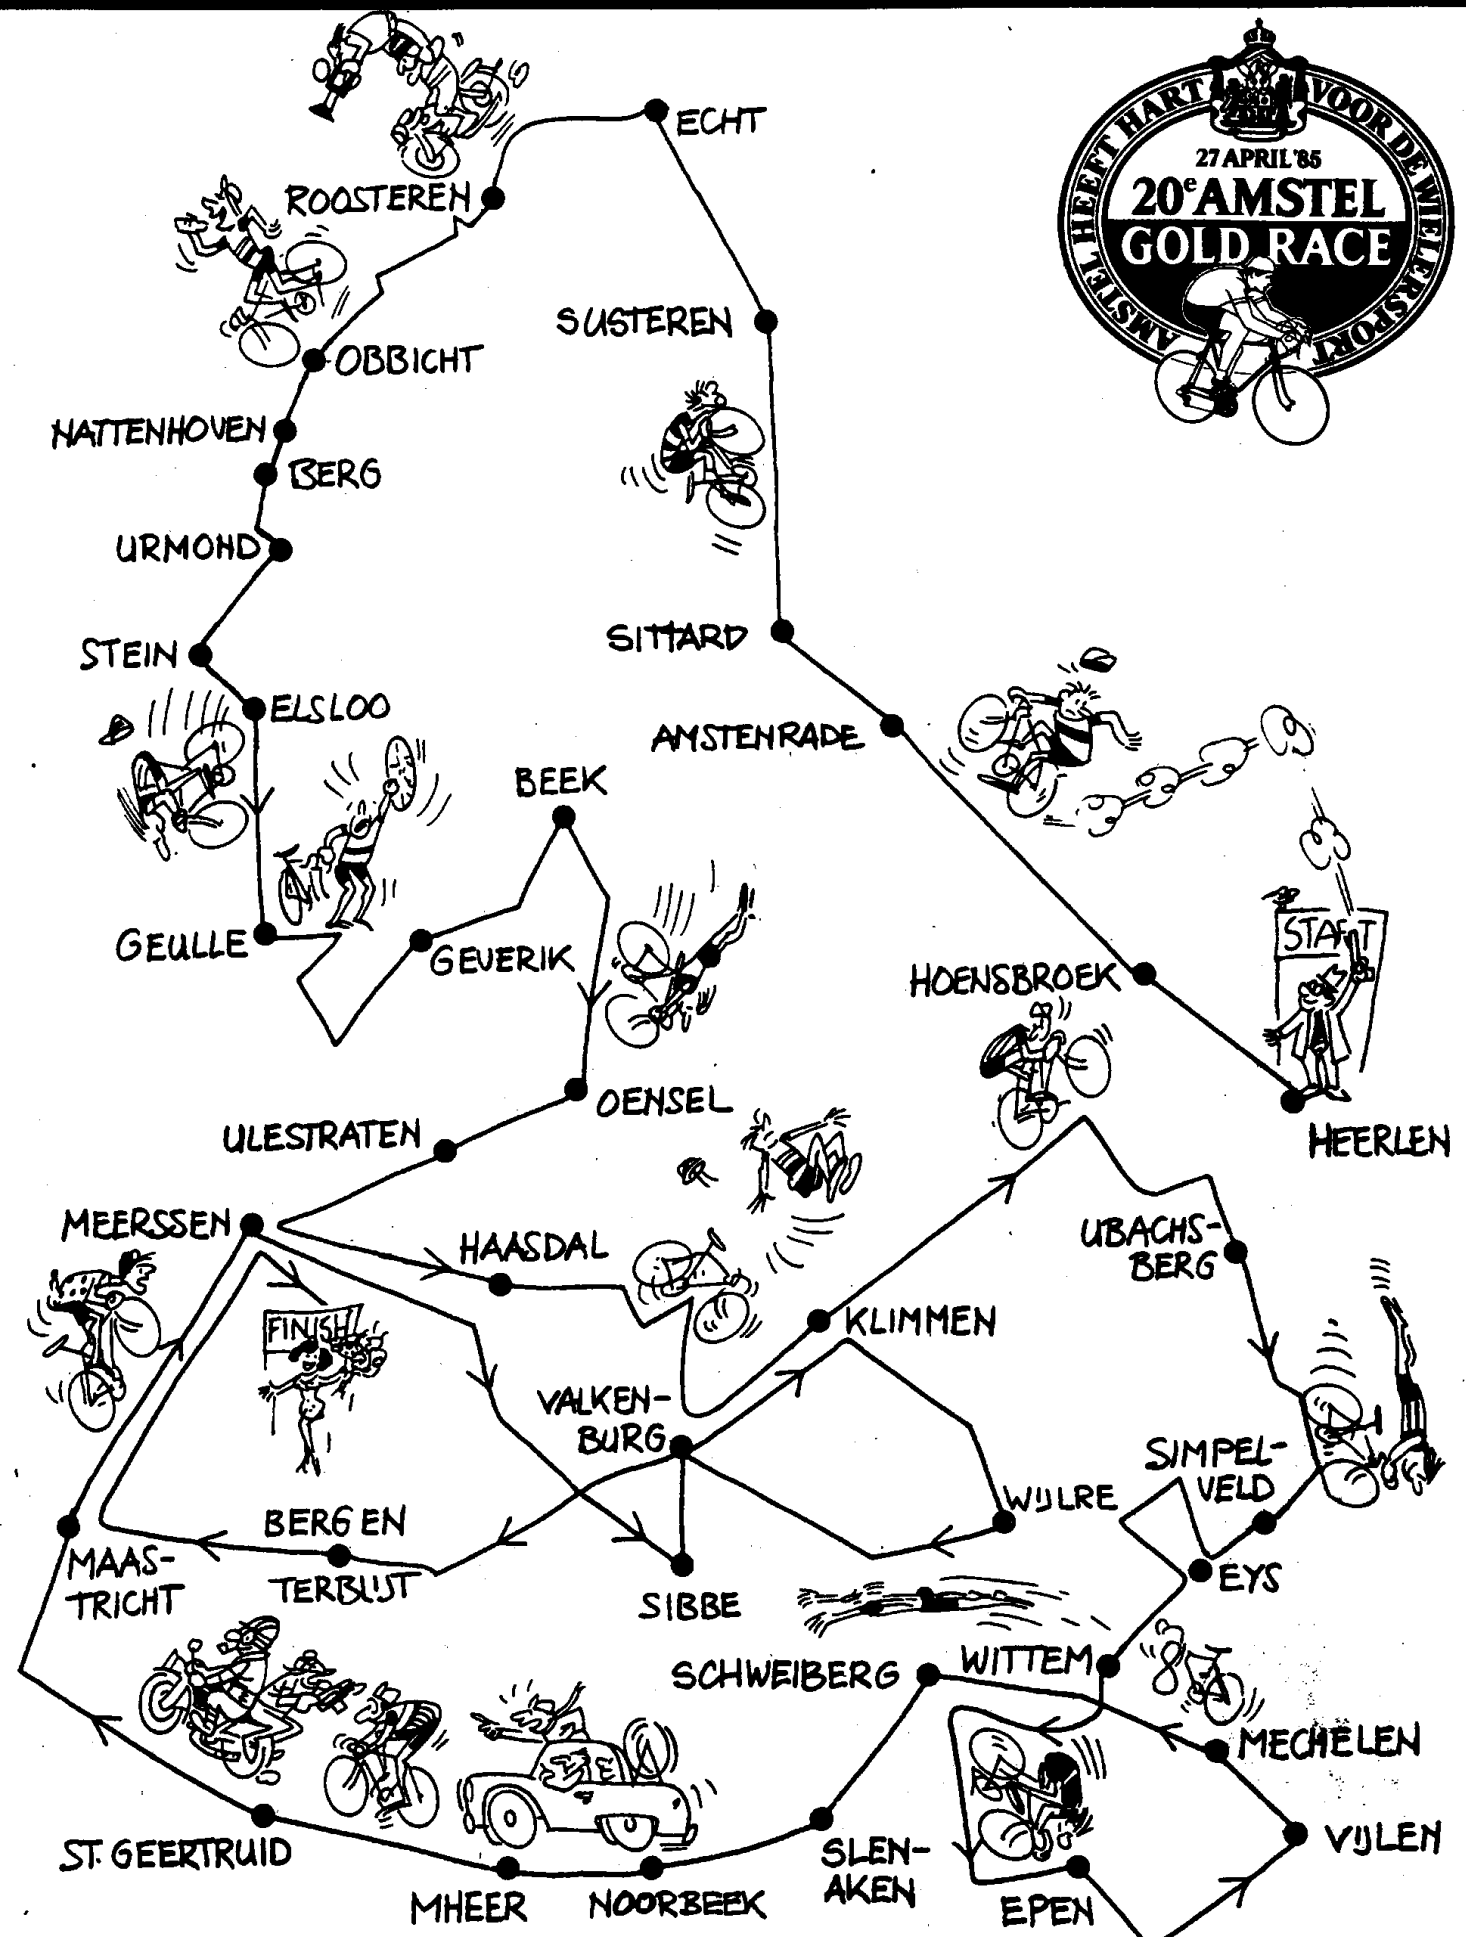 AMSTEL HEEFT HART VOOR DE WIELERSPORT
27 APRIL '85
20e AMSTEL
GOLD RACE
ECHT
ROOSTEREN
SUSTEREN
OBBICHT
NATTENHOVEN
BERG
URMOND
SITTARD
STEIN
ELSLOO
AMSTENRADE
BEEK
START
GEULLE
GEVERIK
HOENSBROEK
OENSEL
ULESTRATEN
HEERLEN
MEERSSEN
HAASDAL
UBACHS-
BERG
FINISH
KLIMMEN
VALKEN-
BURG
SIMPEL-
VELD
WIJLRE
BERG EN
TERBLIJT
MAAS-
TRICHT
SIBBE
EYS
SCHWEIBERG
WITTEM
MECHELEN
ST. GEERTRUID
SLEN-
AKEN
VIJLEN
MHEER
NOORBEEK
EPEN